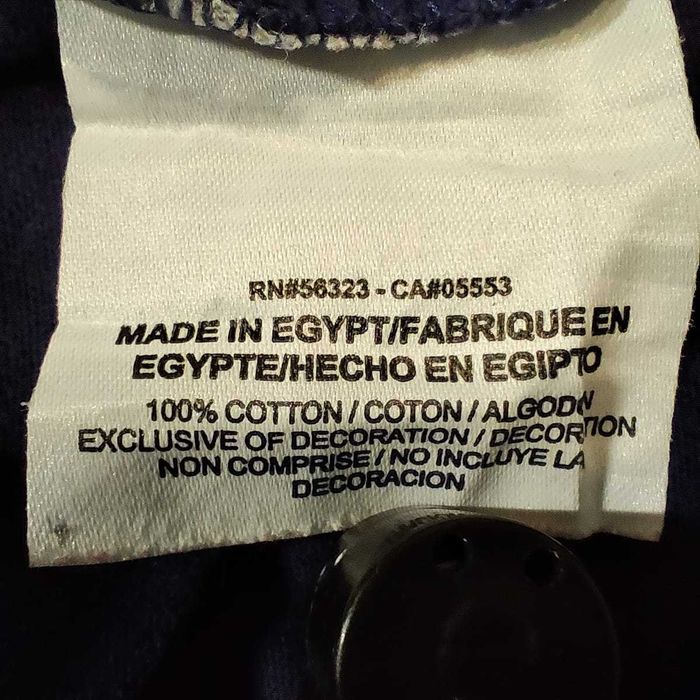 RN#56323 - CA#05553
MADE IN EGYPT/FABRIQUE EN
EGYPTE/HECHO EN EGIPTO
100% COTTON / COTON / ALGODN
EXCLUSIVE OF DECORATION / DECORTION
NON COMPRISE / NO INCLUYE LA
DECORACION